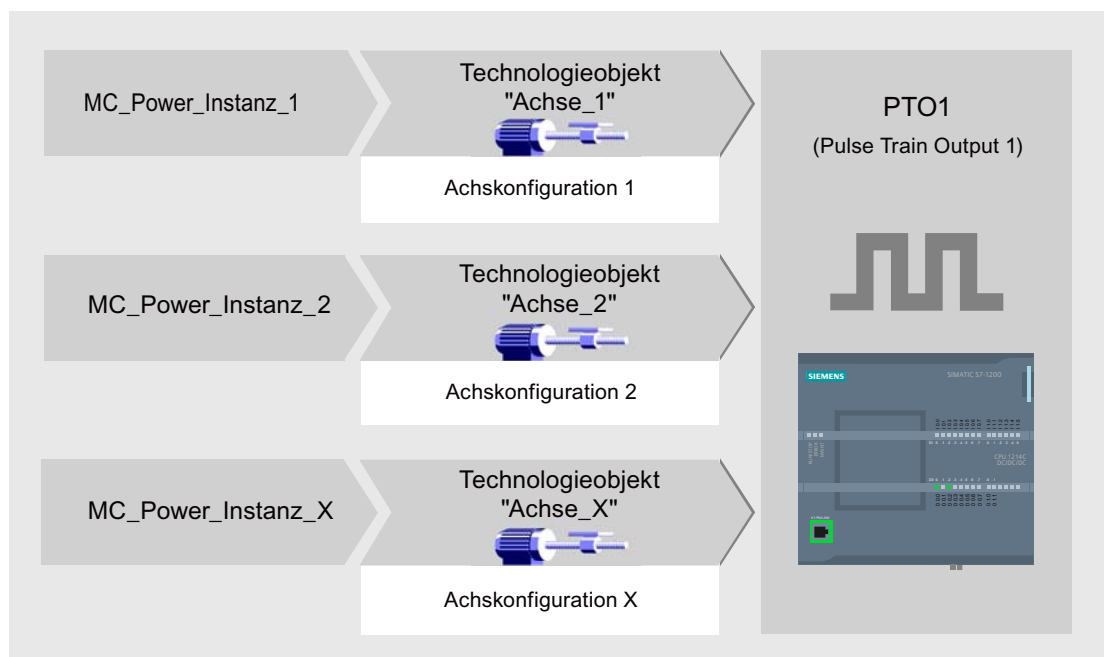 MC_Power_Instanz_1
Technologieobjekt
"Achse_1"
Achskonfiguration 1
MC_Power_Instanz_2
Technologieobjekt
"Achse_2"
Achskonfiguration 2
MC_Power_Instanz_X
Technologieobjekt
"Achse_X"
Achskonfiguration X
PTO1
(Pulse Train Output 1)
SIEMENS
SIMATIC S7-1200
CPU 1214C
DC/DC/DC